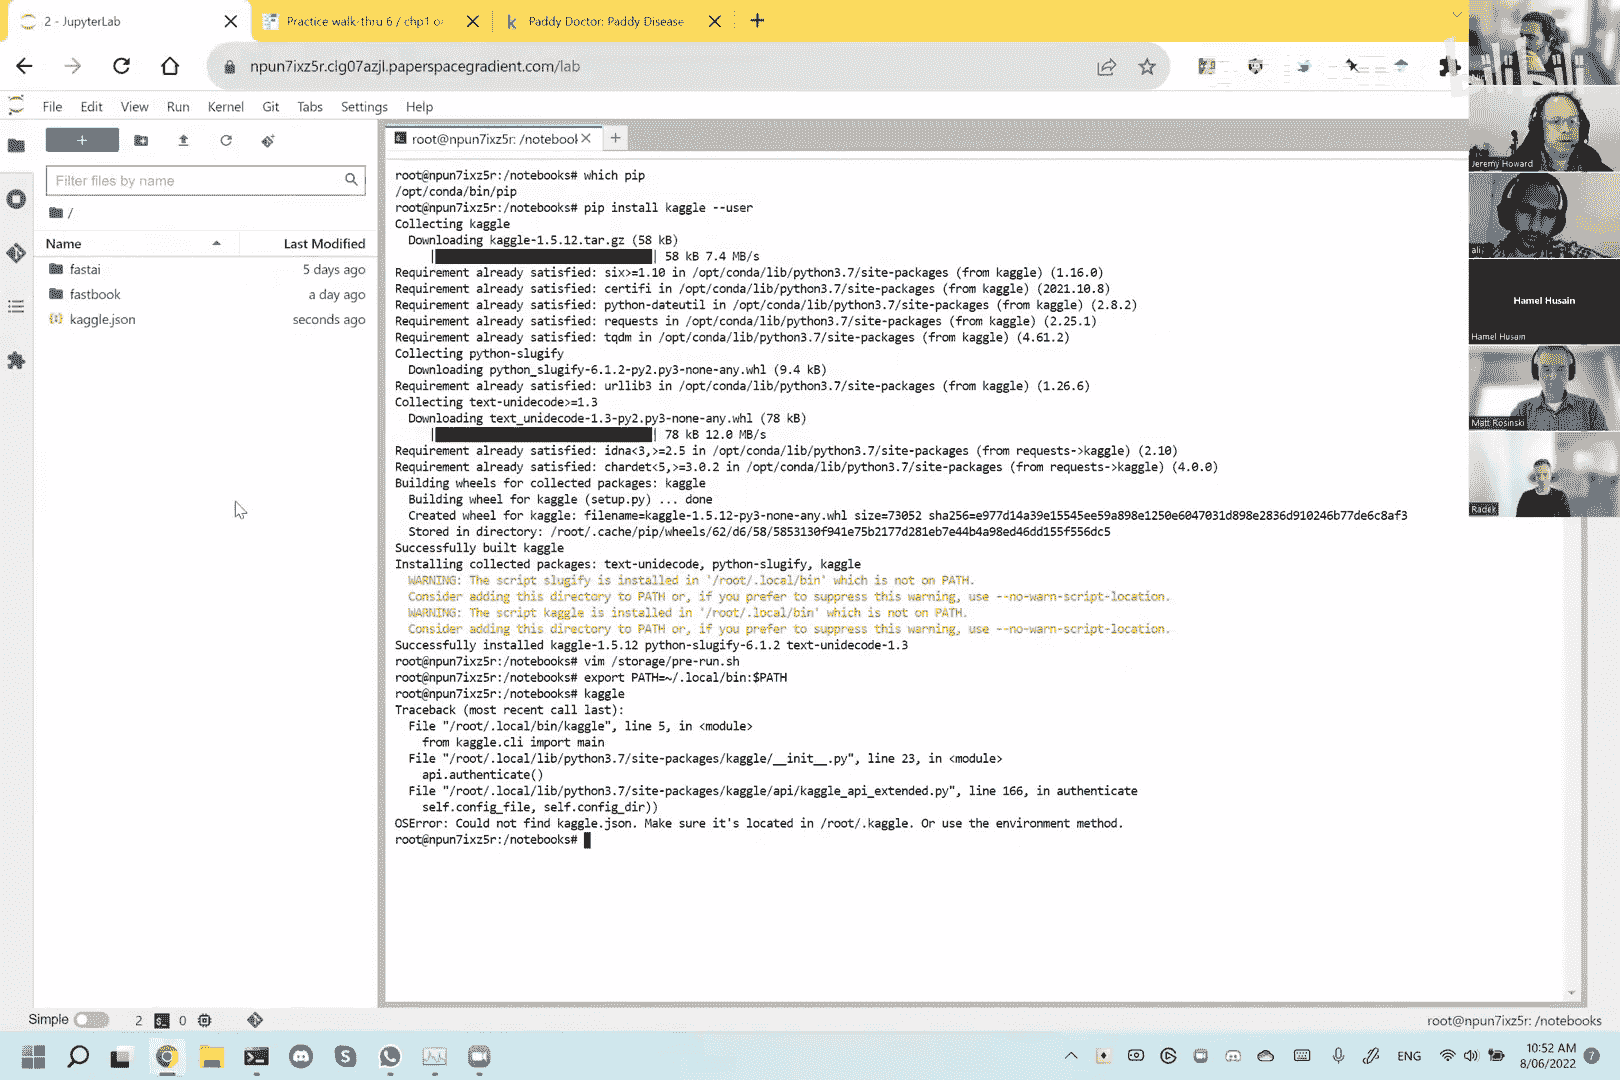 2 - JupyterLab
Practice walk-thru 6 / chp1 o
Paddy Doctor: Paddy Disease
npun7ixz5r.clg07azjl.paperspacegradient.com/lab
File Edit View Run Kernel Git Tabs Settings Help
Filter files by name
/
Name Last Modified
fastai 5 days ago
fastbook a day ago
kaggle.json seconds ago
root@npun7ixz5r: /notebook
root@npun7ixz5r:/notebooks# which pip
/opt/conda/bin/pip
root@npun7ixz5r:/notebooks# pip install kaggle --user
Collecting kaggle
Downloading kaggle-1.5.12.tar.gz (58 kB)
| | 58 kB 7.4 MB/s
Requirement already satisfied: six>=1.10 in /opt/conda/lib/python3.7/site-packages (from kaggle) (1.16.0)
Requirement already satisfied: certifi in /opt/conda/lib/python3.7/site-packages (from kaggle) (2021.10.8)
Requirement already satisfied: python-dateutil in /opt/conda/lib/python3.7/site-packages (from kaggle) (2.8.2)
Requirement already satisfied: requests in /opt/conda/lib/python3.7/site-packages (from kaggle) (2.25.1)
Requirement already satisfied: tqdm in /opt/conda/lib/python3.7/site-packages (from kaggle) (4.61.2)
Collecting python-slugify
Downloading python_slugify-6.1.2-py2.py3-none-any.whl (9.4 kB)
Requirement already satisfied: urllib3 in /opt/conda/lib/python3.7/site-packages (from kaggle) (1.26.6)
Collecting text-unidecode>=1.3
Downloading text_unidecode-1.3-py2.py3-none-any.whl (78 kB)
| | 78 kB 12.0 MB/s
Requirement already satisfied: idna<3,>=2.5 in /opt/conda/lib/python3.7/site-packages (from requests->kaggle) (2.10)
Requirement already satisfied: chardet<5,>=3.0.2 in /opt/conda/lib/python3.7/site-packages (from requests->kaggle) (4.0.0)
Building wheels for collected packages: kaggle
Building wheel for kaggle (setup.py) ... done
Created wheel for kaggle: filename=kaggle-1.5.12-py3-none-any.whl size=73052 sha256=e977d14a39e15545ee59a898e1250e6047031d898e2836d910246b77de6c8af3
Stored in directory: /root/.cache/pip/wheels/62/d6/58/5853130f941e75b2177d281eb7e44b4a98ed46dd155f556dc5
Successfully built kaggle
Installing collected packages: text-unidecode, python-slugify, kaggle
WARNING: The script slugify is installed in '/root/.local/bin' which is not on PATH.
Consider adding this directory to PATH or, if you prefer to suppress this warning, use --no-warn-script-location.
WARNING: The script kaggle is installed in '/root/.local/bin' which is not on PATH.
Consider adding this directory to PATH or, if you prefer to suppress this warning, use --no-warn-script-location.
Successfully installed kaggle-1.5.12 python-slugify-6.1.2 text-unidecode-1.3
root@npun7ixz5r:/notebooks# vim /storage/pre-run.sh
root@npun7ixz5r:/notebooks# export PATH=~/.local/bin:$PATH
root@npun7ixz5r:/notebooks# kaggle
Traceback (most recent call last):
File "/root/.local/bin/kaggle", line 5, in <module>
from kaggle.cli import main
File "/root/.local/lib/python3.7/site-packages/kaggle/__init__.py", line 23, in <module>
api.authenticate()
File "/root/.local/lib/python3.7/site-packages/kaggle/api/kaggle_api_extended.py", line 166, in authenticate
self.config_file, self.config_dir))
OSError: Could not find kaggle.json. Make sure it's located in /root/.kaggle. Or use the environment method.
root@npun7ixz5r:/notebooks#
Jeremy Howard
ali
Hamel Husain
Hamel Husain
Matt Rosinski
Radek
Simple 2 0
root@npun7ixz5r: /notebooks
ENG
10:52 AM
8/06/2022
7